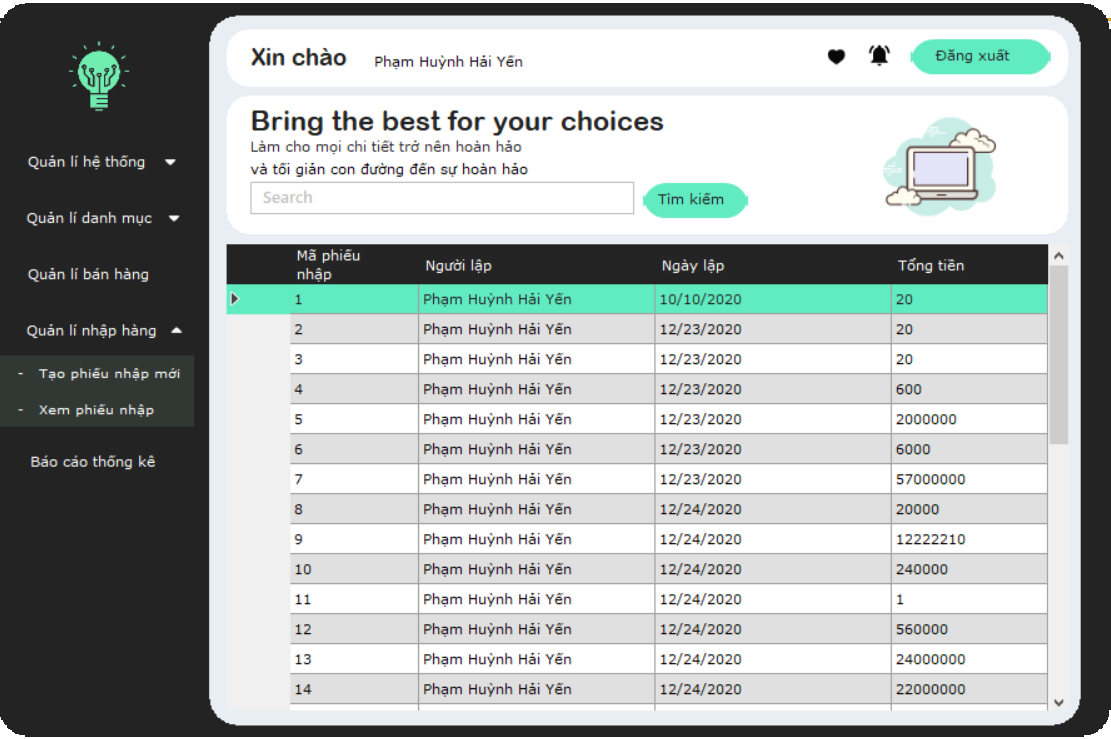 Xin chào Phạm Huỳnh Hải Yến Đăng xuất
Bring the best for your choices
Làm cho mọi chi tiết trở nên hoàn hảo
và tối giản con đường đến sự hoàn hảo
Search Tìm kiếm
Quản lí hệ thống
Quản lí danh mục
Quản lí bán hàng
Quản lí nhập hàng
- Tạo phiếu nhập mới
- Xem phiếu nhập
Báo cáo thống kê
Mã phiếu nhập Người lập Ngày lập Tổng tiền
1 Phạm Huỳnh Hải Yến 10/10/2020 20
2 Phạm Huỳnh Hải Yến 12/23/2020 20
3 Phạm Huỳnh Hải Yến 12/23/2020 20
4 Phạm Huỳnh Hải Yến 12/23/2020 600
5 Phạm Huỳnh Hải Yến 12/23/2020 2000000
6 Phạm Huỳnh Hải Yến 12/23/2020 6000
7 Phạm Huỳnh Hải Yến 12/23/2020 57000000
8 Phạm Huỳnh Hải Yến 12/24/2020 20000
9 Phạm Huỳnh Hải Yến 12/24/2020 12222210
10 Phạm Huỳnh Hải Yến 12/24/2020 240000
11 Phạm Huỳnh Hải Yến 12/24/2020 1
12 Phạm Huỳnh Hải Yến 12/24/2020 560000
13 Phạm Huỳnh Hải Yến 12/24/2020 24000000
14 Phạm Huỳnh Hải Yến 12/24/2020 22000000